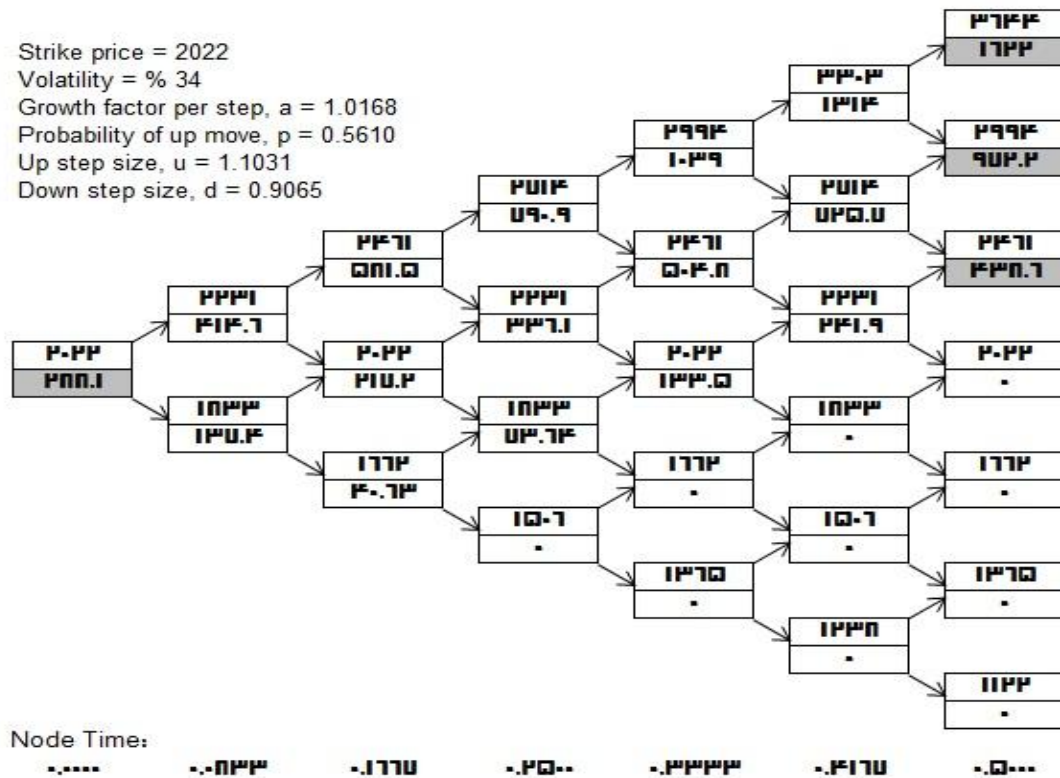 Strike price = 2022
Volatility = % 34
Growth factor per step, a = 1.0168
Probability of up move, p = 0.5610
Up step size, u = 1.1031
Down step size, d = 0.9065
۳۶۴۴
۱۶۲۲
۳۳۰۳
۱۳۱۴
۲۹۹۴ ۲۹۹۴
۱۰۳۹ ۹۷۲.۲
۲۷۱۴ ۲۷۱۴
۷۹۰.۹ ۷۲۵.۷
۲۴۶۱ ۲۴۶۱ ۲۴۶۱
۵۸۱.۵ ۵۰۴.۸ ۴۳۸.۶
۲۲۳۱ ۲۲۳۱ ۲۲۳۱
۴۱۴.۶ ۳۳۶.۱ ۲۴۱.۹
۲۰۲۲ ۲۰۲۲ ۲۰۲۲ ۲۰۲۲
۲۸۸.۱ ۲۱۷.۲ ۱۳۳.۵ ۰
۱۸۳۳ ۱۸۳۳ ۱۸۳۳
۱۳۷.۴ ۷۳.۶۴ ۰
۱۶۶۲ ۱۶۶۲ ۱۶۶۲
۴۰.۶۳ ۰ ۰
۱۵۰۶ ۱۵۰۶
۰ ۰
۱۳۶۵ ۱۳۶۵
۰ ۰
۱۲۳۸
۰
۱۱۲۲
۰
Node Time:
۰.۰۰۰۰ ۰.۰۸۳۳ ۰.۱۶۶۷ ۰.۲۵۰۰ ۰.۳۳۳۳ ۰.۴۱۶۷ ۰.۵۰۰۰